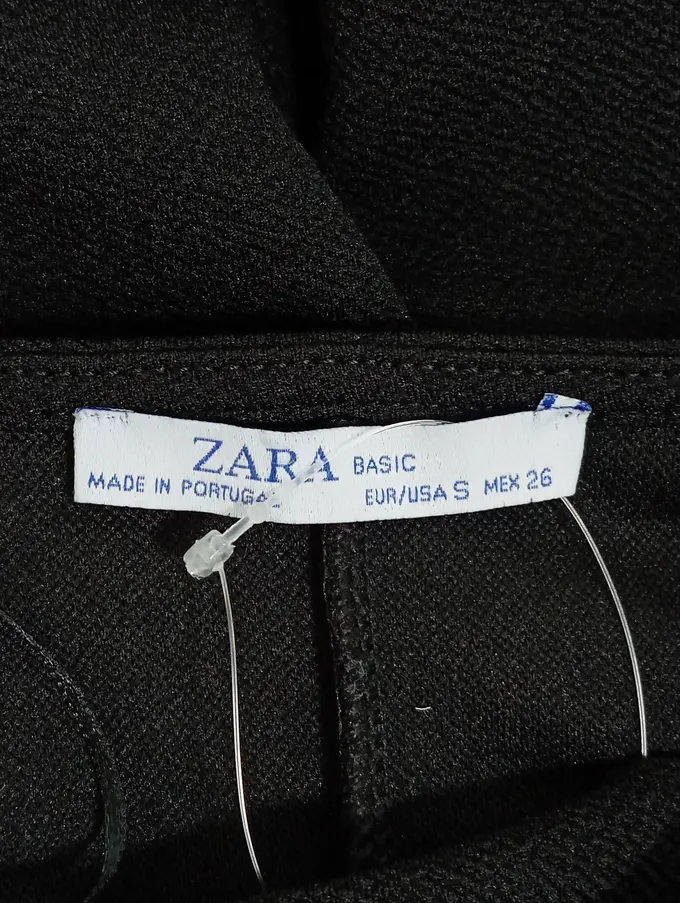 ZARA BASIC
MADE IN PORTUGAL EUR/USA S MEX 26